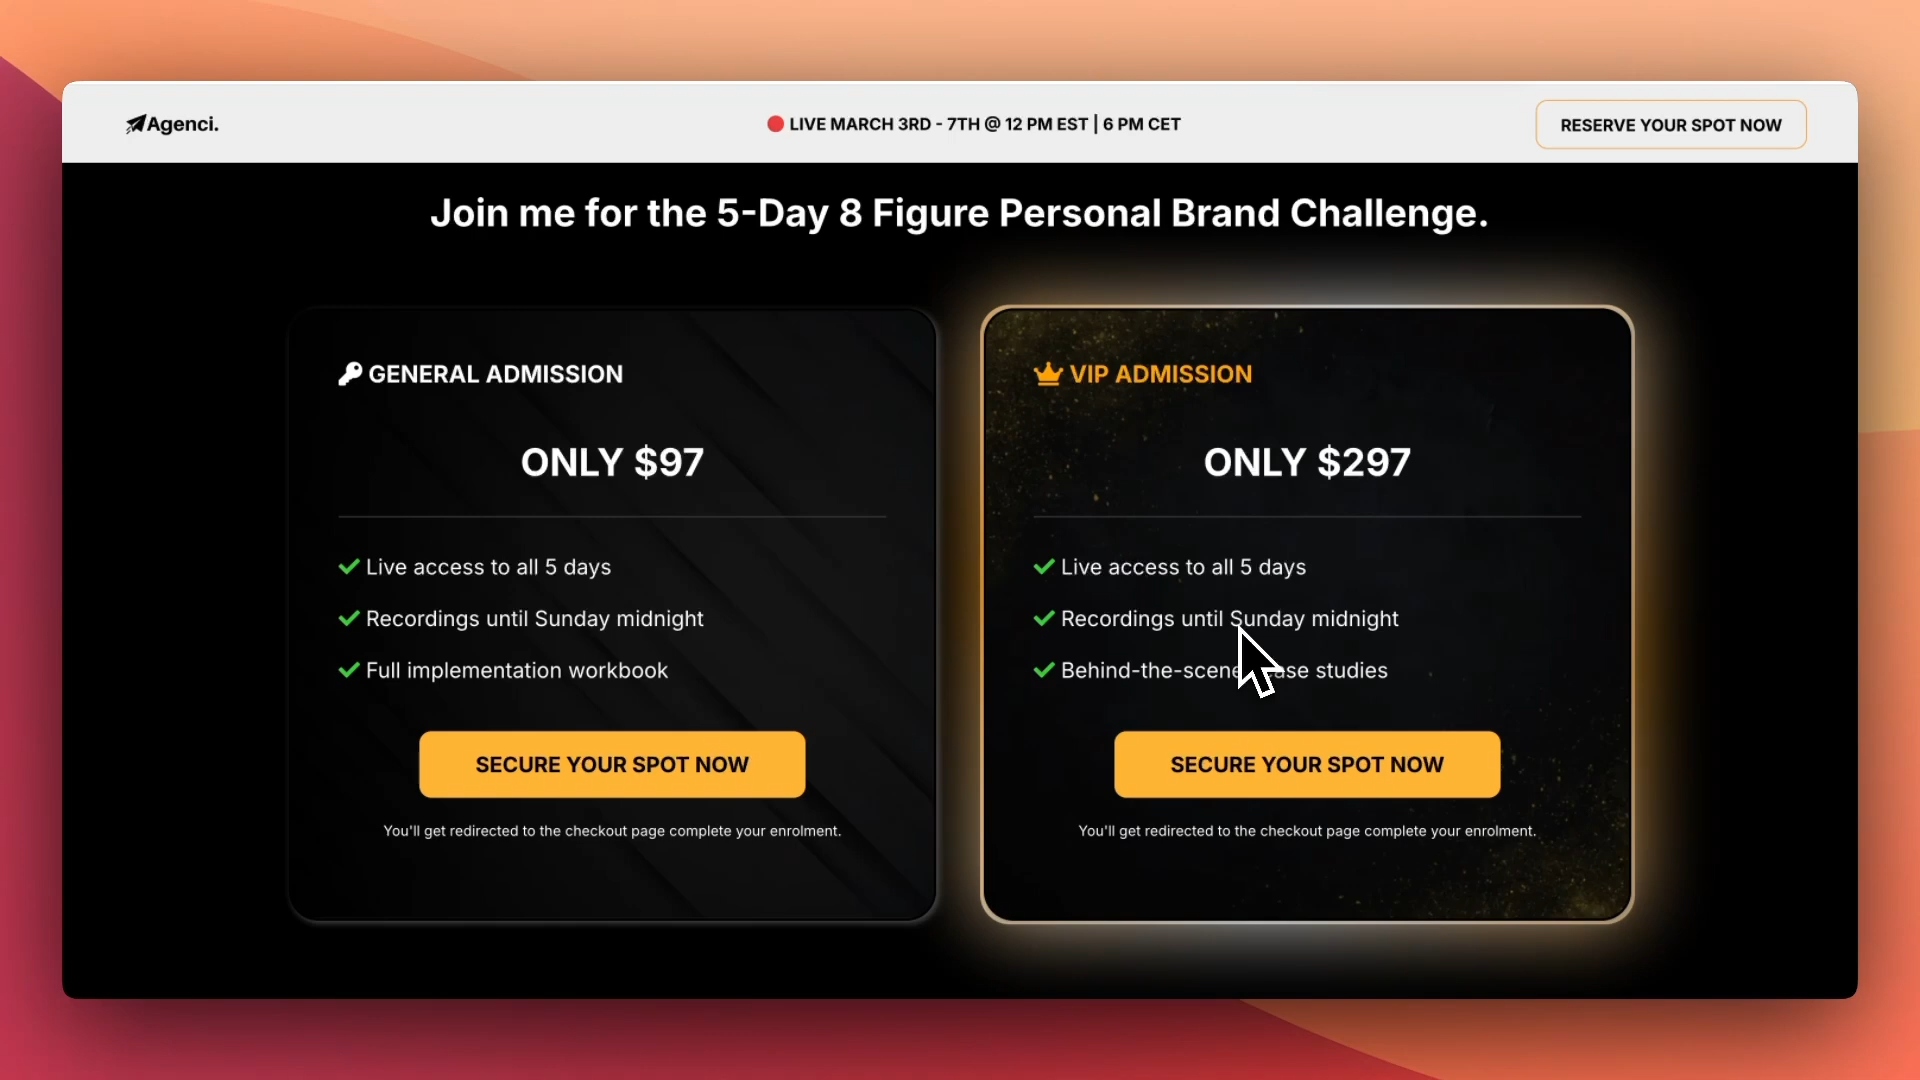 Agenci.
LIVE MARCH 3RD - 7TH @ 12 PM EST | 6 PM CET
RESERVE YOUR SPOT NOW
Join me for the 5-Day 8 Figure Personal Brand Challenge.
GENERAL ADMISSION
ONLY $97
Live access to all 5 days
Recordings until Sunday midnight
Full implementation workbook
SECURE YOUR SPOT NOW
You'll get redirected to the checkout page complete your enrolment.
VIP ADMISSION
ONLY $297
Live access to all 5 days
Recordings until Sunday midnight
Behind-the-scenes case studies
SECURE YOUR SPOT NOW
You'll get redirected to the checkout page complete your enrolment.